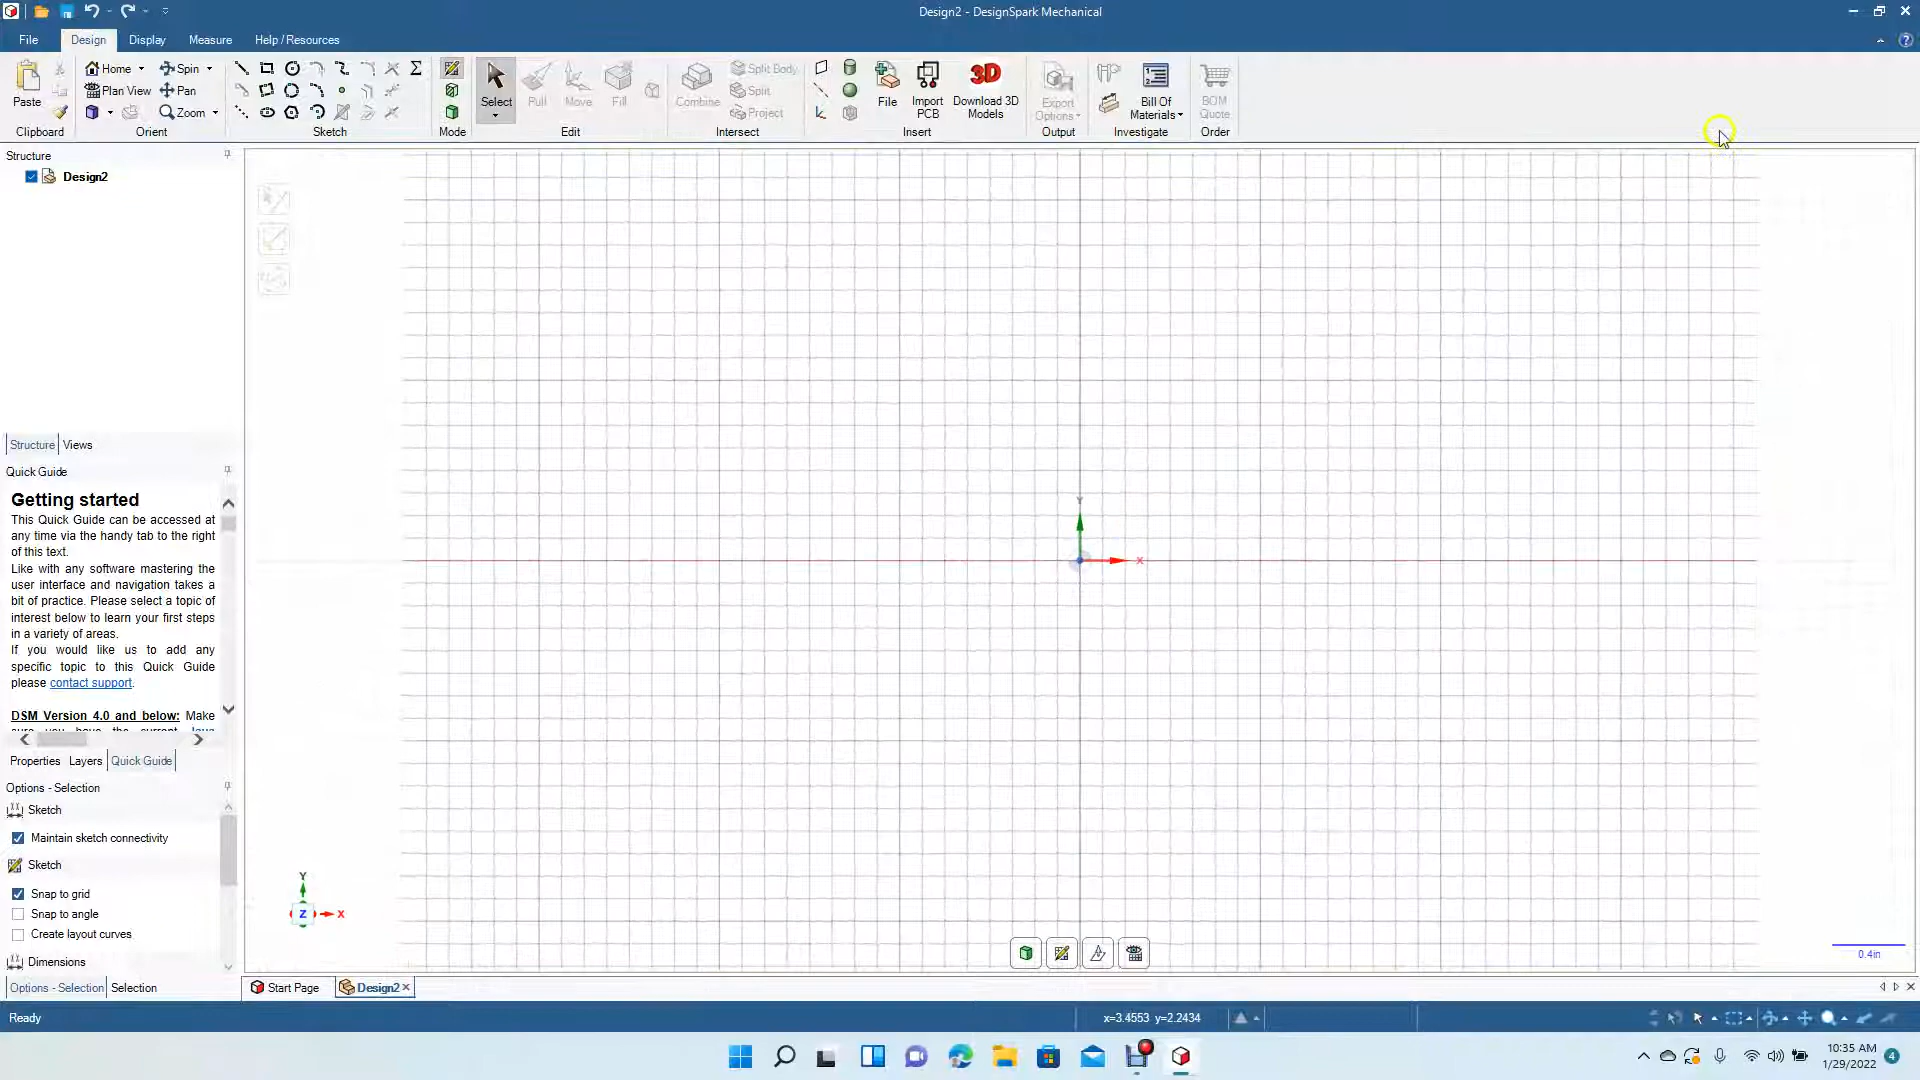 Design2 - DesignSpark Mechanical
File Design Display Measure Help / Resources
Paste
Clipboard
Home Spin
Plan View Pan
Zoom
Orient
Sketch
Mode
Select Pull Move Fill
Edit
Combine Split Body
Split
Project
Intersect
File Import PCB 3D Download 3D Models
Insert
Export Options
Output
Bill Of Materials
Investigate
BOM Quote
Order
Structure
Design2
Structure Views
Quick Guide
Getting started
This Quick Guide can be accessed at
any time via the handy tab to the right
of this text.
Like with any software mastering the
user interface and navigation takes a
bit of practice. Please select a topic of
interest below to learn your first steps
in a variety of areas.
If you would like us to add any
specific topic to this Quick Guide
please contact support.
DSM Version 4.0 and below: Make
Properties Layers Quick Guide
Options - Selection
Sketch
Maintain sketch connectivity
Sketch
Snap to grid
Snap to angle
Create layout curves
Dimensions
Options - Selection Selection
Y
X
Y
Z X
0.4in
Start Page Design2
Ready
x=3.4553 y=2.2434
10:35 AM
1/29/2022
4